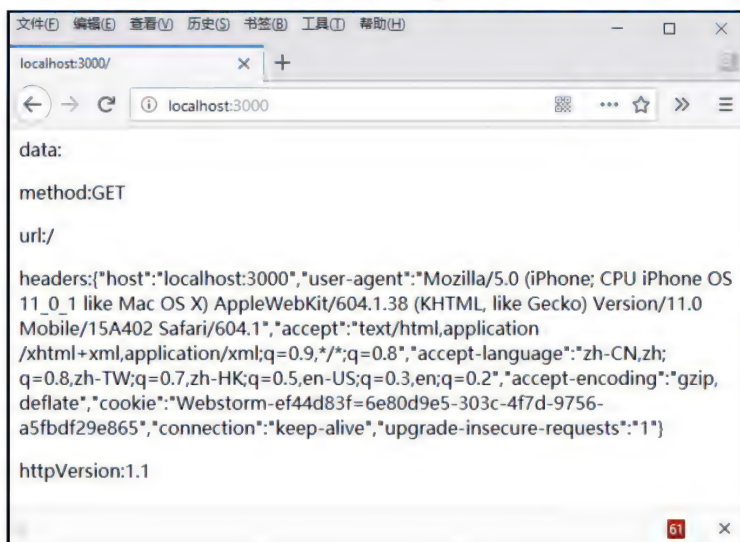 文件(F) 编辑(E) 查看(V) 历史(S) 书签(B) 工具(T) 帮助(H)
localhost:3000/
localhost:3000
data:
method:GET
url:/
headers:{"host":"localhost:3000","user-agent":"Mozilla/5.0 (iPhone; CPU iPhone OS
11_0_1 like Mac OS X) AppleWebKit/604.1.38 (KHTML, like Gecko) Version/11.0
Mobile/15A402 Safari/604.1","accept":"text/html,application
/xhtml+xml,application/xml;q=0.9,*/*;q=0.8","accept-language":"zh-CN,zh;
q=0.8,zh-TW;q=0.7,zh-HK;q=0.5,en-US;q=0.3,en;q=0.2","accept-encoding":"gzip,
deflate","cookie":"Webstorm-ef44d83f=6e80d9e5-303c-4f7d-9756-
a5fbdf29e865","connection":"keep-alive","upgrade-insecure-requests":"1"}
httpVersion:1.1
61